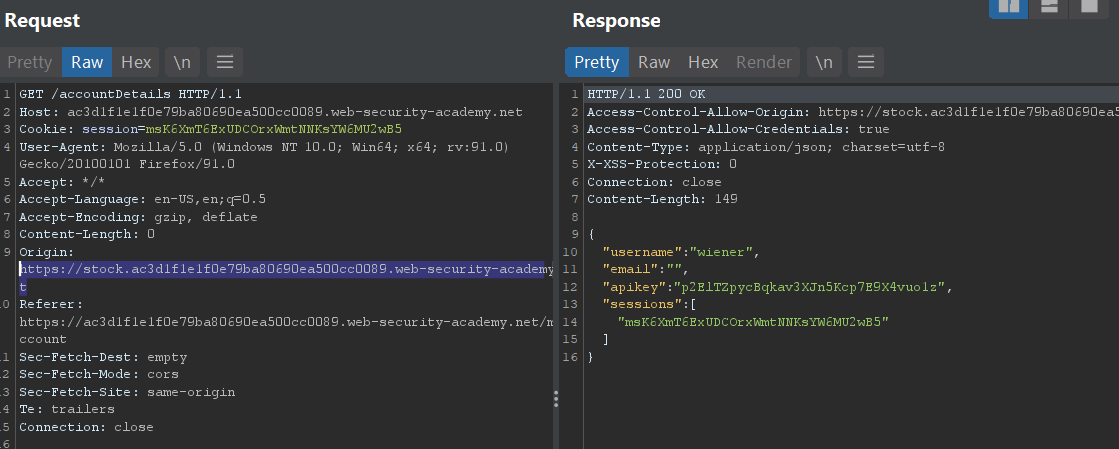 Request
Pretty Raw Hex \n
1 GET /accountDetails HTTP/1.1
2 Host: ac3d1f1e1f0e79ba80690ea500cc0089.web-security-academy.net
3 Cookie: session=msK6XmT6ExUDCOrxWmtNNKsYW6MU2wB5
4 User-Agent: Mozilla/5.0 (Windows NT 10.0; Win64; x64; rv:91.0)
Gecko/20100101 Firefox/91.0
5 Accept: */*
6 Accept-Language: en-US,en;q=0.5
7 Accept-Encoding: gzip, deflate
8 Content-Length: 0
9 Origin:
https://stock.ac3d1f1e1f0e79ba80690ea500cc0089.web-security-academy
t
0 Referer:
https://ac3d1f1e1f0e79ba80690ea500cc0089.web-security-academy.net/m
ccount
1 Sec-Fetch-Dest: empty
2 Sec-Fetch-Mode: cors
3 Sec-Fetch-Site: same-origin
4 Te: trailers
5 Connection: close
6
Response
Pretty Raw Hex Render \n
1 HTTP/1.1 200 OK
2 Access-Control-Allow-Origin: https://stock.ac3d1f1e1f0e79ba80690ea50
3 Access-Control-Allow-Credentials: true
4 Content-Type: application/json; charset=utf-8
5 X-XSS-Protection: 0
6 Connection: close
7 Content-Length: 149
8
9 {
10 "username":"wiener",
11 "email":"",
12 "apikey":"p2ElTZpycBqkav3XJn5Kcp7E9X4vuo1z",
13 "sessions":[
14 "msK6XmT6ExUDCOrxWmtNNKsYW6MU2wB5"
15 ]
16 }